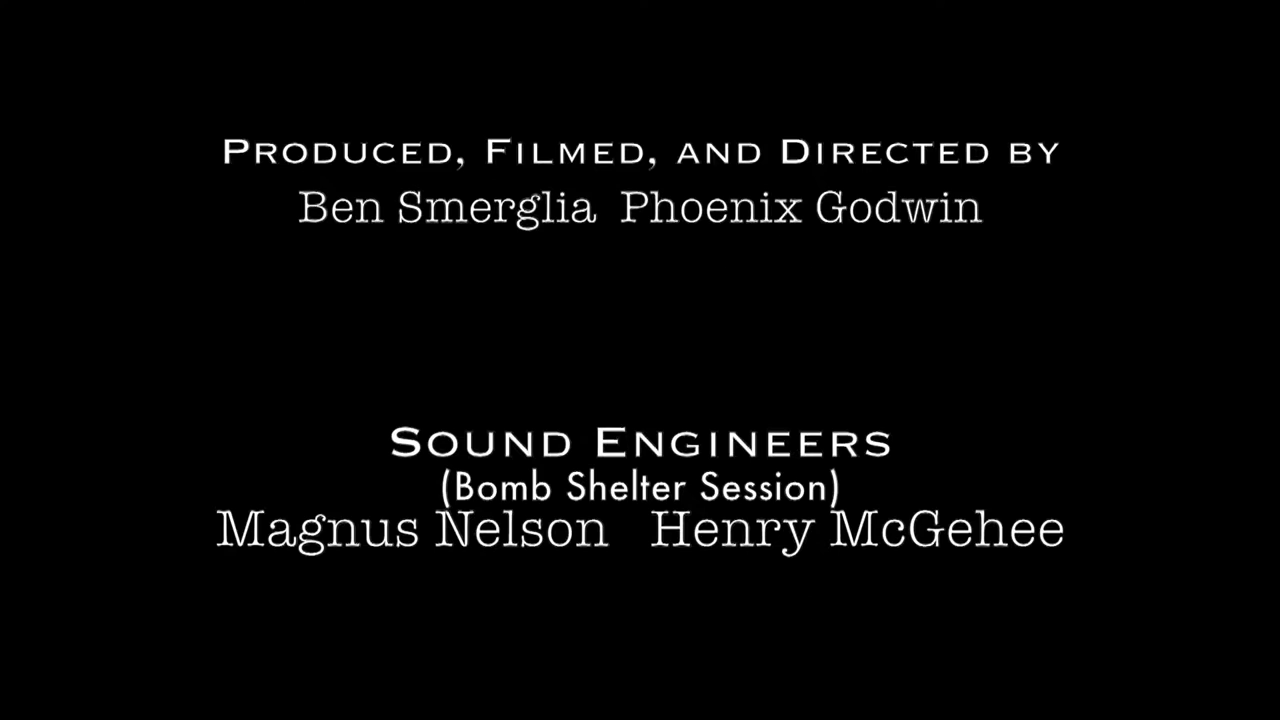 Produced, Filmed, and Directed by
Ben Smerglia Phoenix Godwin
Sound Engineers
(Bomb Shelter Session)
Magnus Nelson Henry McGehee